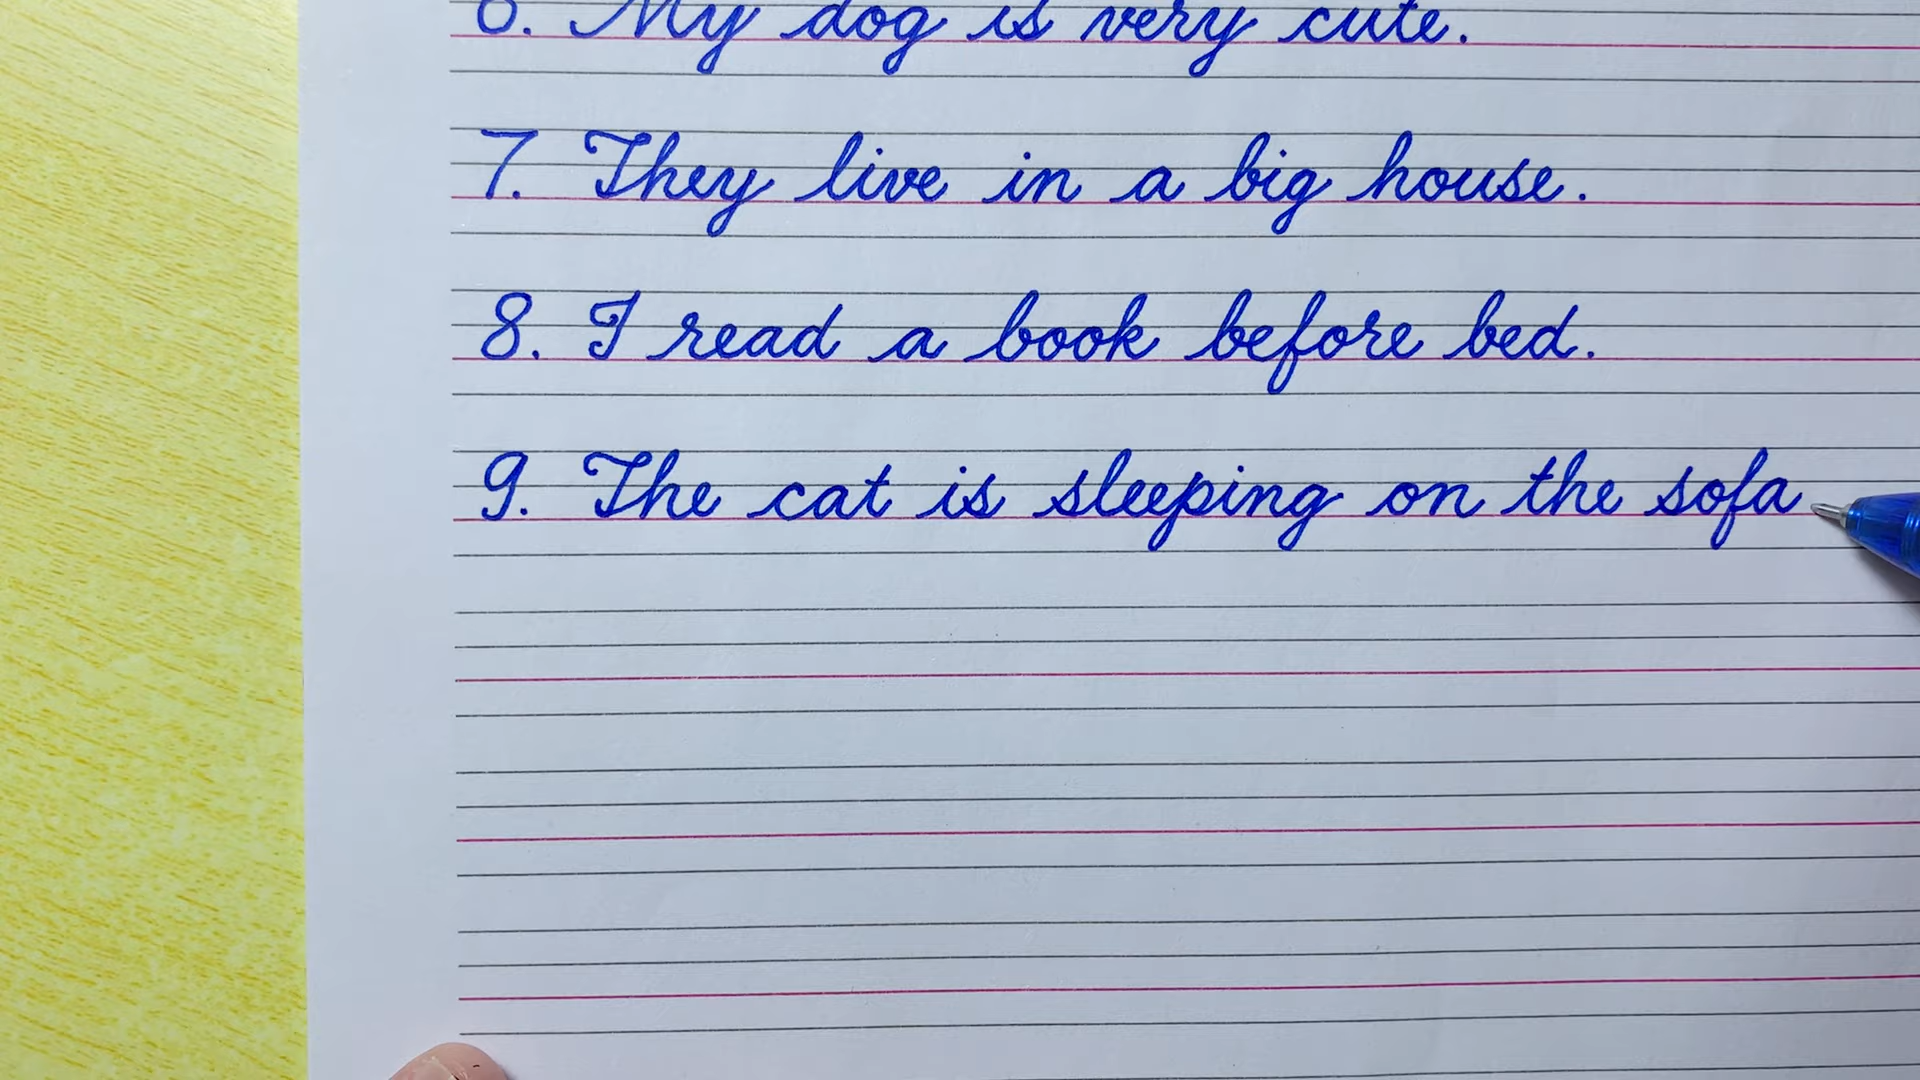 6. My dog is very cute.
7. They live in a big house.
8. I read a book before bed.
9. The cat is sleeping on the sofa